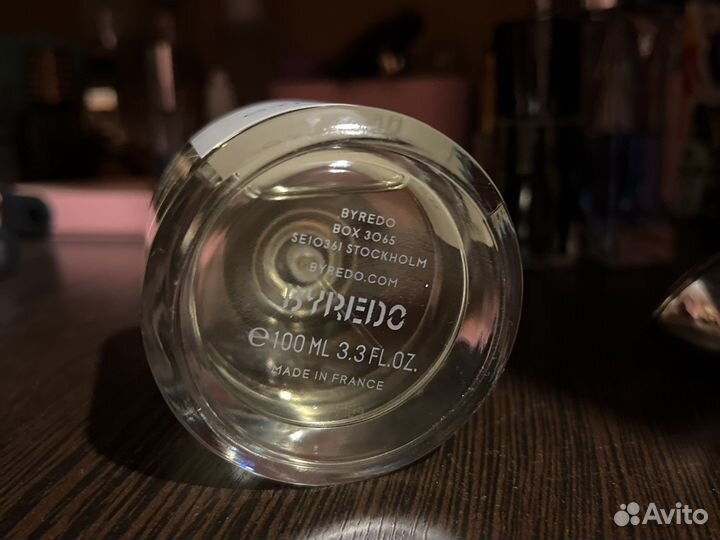 BYREDO
BOX 3065
SE10361 STOCKHOLM
BYREDO.COM
BYREDO
℮100 ML 3.3 FL.OZ.
MADE IN FRANCE
Avito